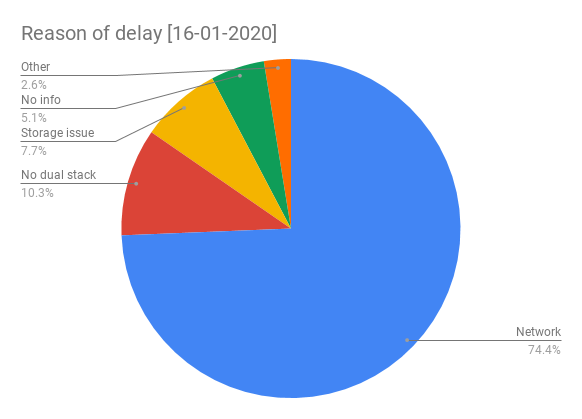 Reason of delay [16-01-2020]
Other
2.6%
No info
5.1%
Storage issue
7.7%
No dual stack
10.3%
Network
74.4%